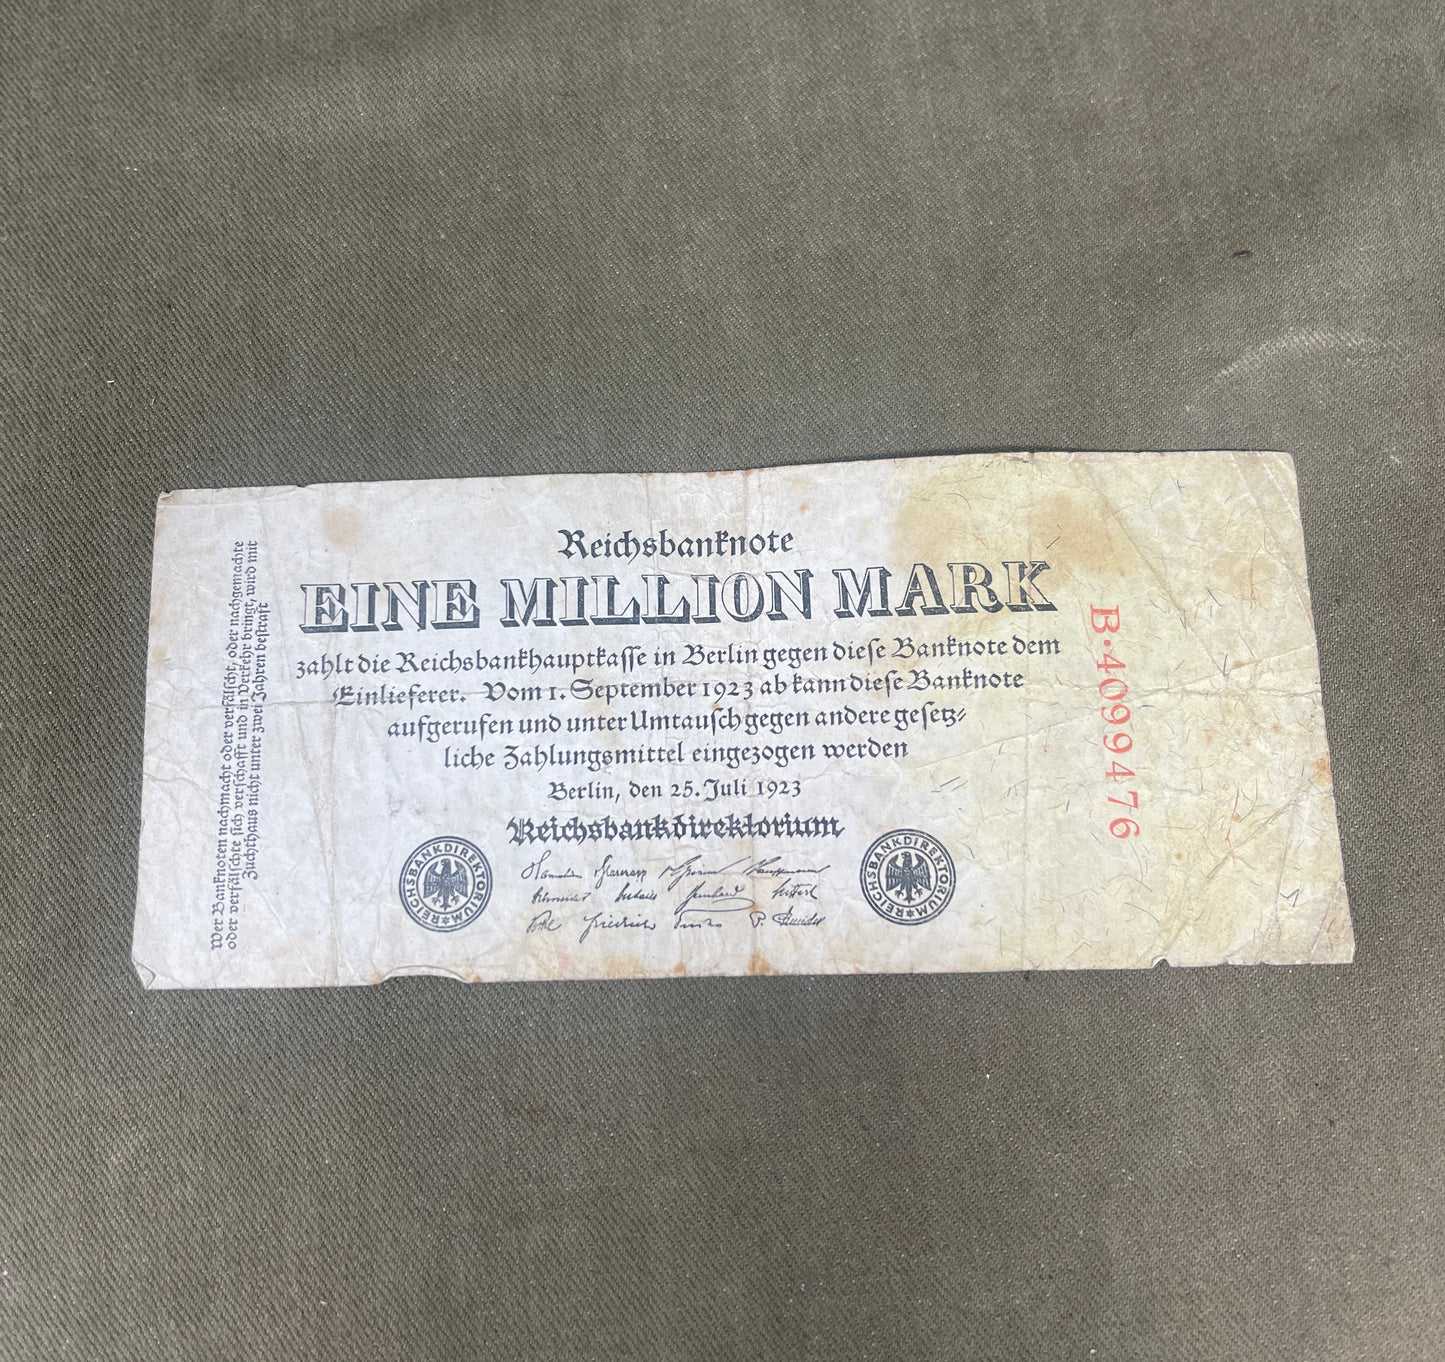 Reichsbanknote
EINE MILLION MARK
zahlt die Reichsbankhauptkasse in Berlin gegen diese Banknote dem
Einlieferer. Vom 1. September 1923 ab kann diese Banknote
aufgerufen und unter Umtausch gegen andere gesetz-
liche Zahlungsmittel eingezogen werden
Berlin, den 25. Juli 1923
Reichsbankdirektorium
REICHSBANKDIREKTORIUM
REICHSBANKDIREKTORIUM
Wer Banknoten nachmacht oder verfälscht, oder nachgemachte
oder verfälschte sich verschafft und in Verkehr bringt, wird mit
Zuchthaus nicht unter zwei Jahren bestraft
B·4099476